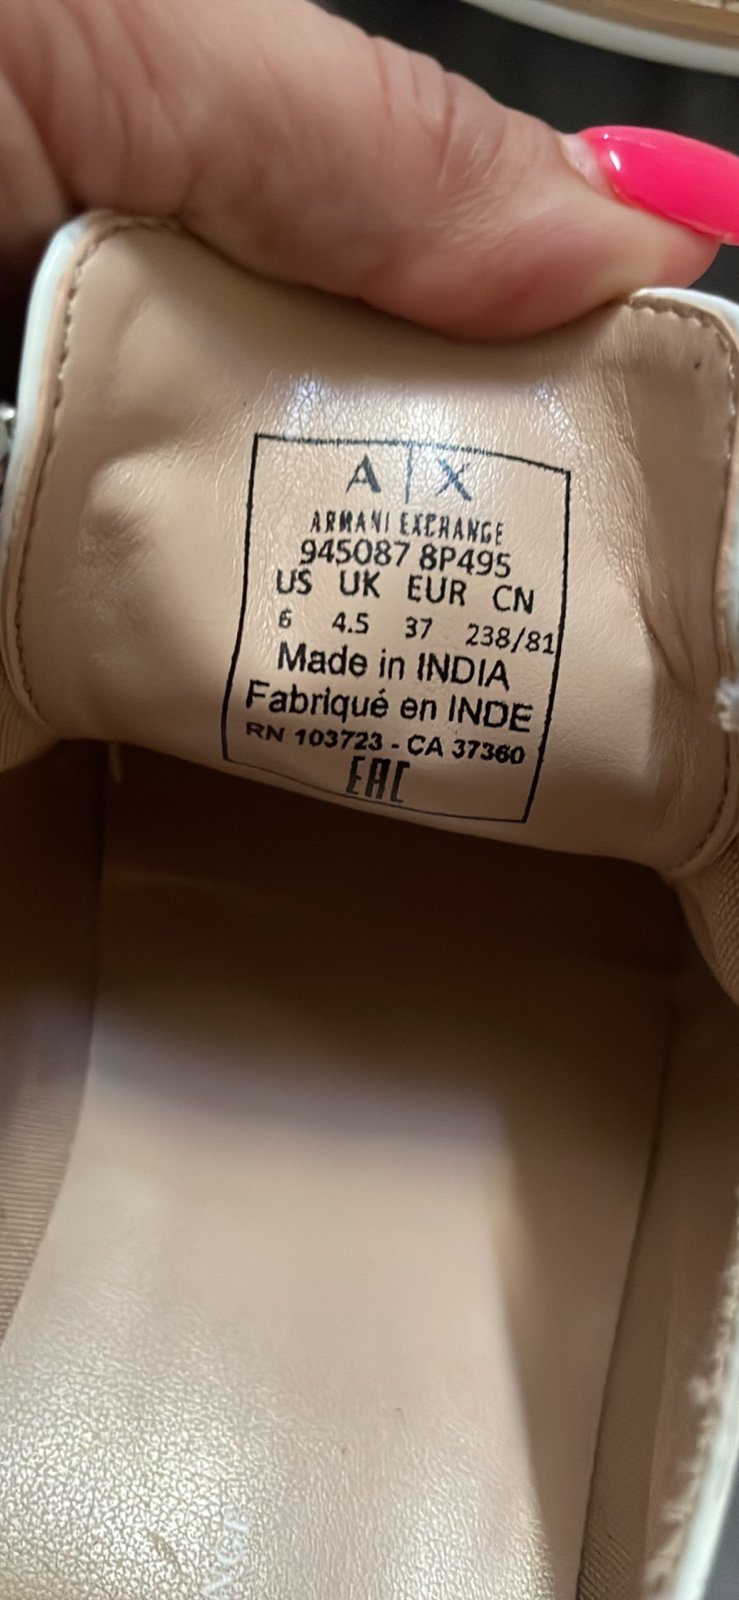 A|X
ARMANI EXCHANGE
945087 8P495
US UK EUR CN
6 4.5 37 238/81
Made in INDIA
Fabriqué en INDE
RN 103723 - CA 37360
EAC